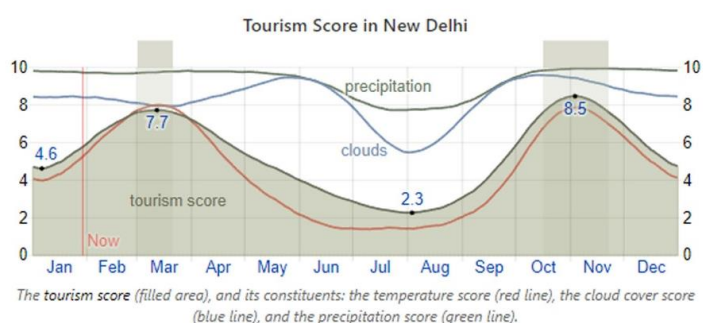 Tourism Score in New Delhi
10 10
precipitation
8 8
7.7 8.5
clouds
6 6
4.6
4 4
tourism score 2.3
2 2
Now
0 0
Jan Feb Mar Apr May Jun Jul Aug Sep Oct Nov Dec
The tourism score (filled area), and its constituents: the temperature score (red line), the cloud cover score
(blue line), and the precipitation score (green line).